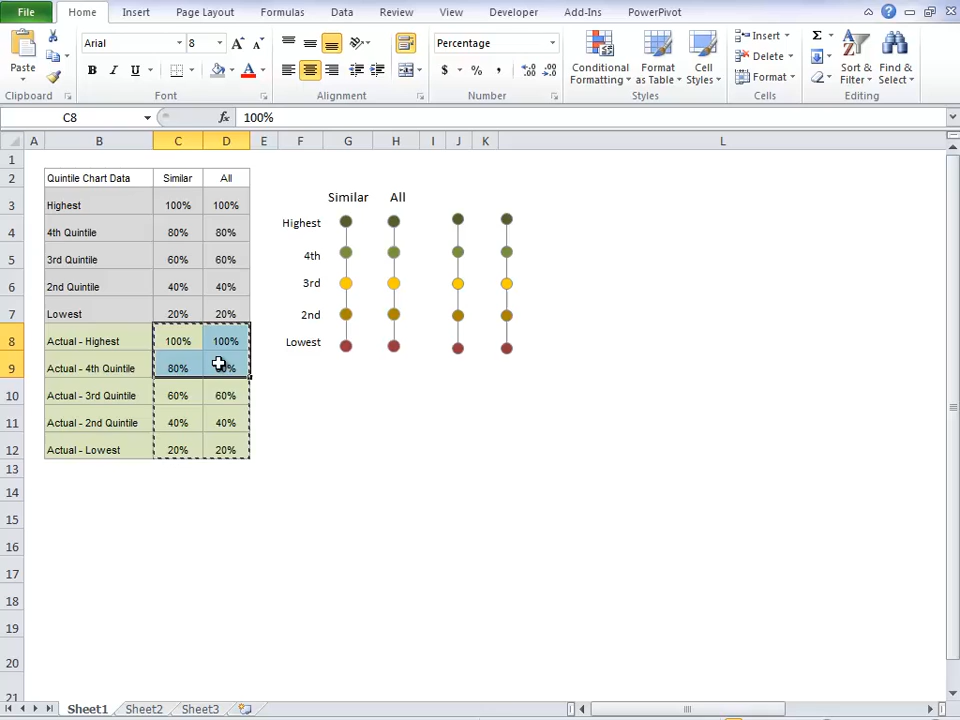 File Home Insert Page Layout Formulas Data Review View Developer Add-Ins PowerPivot
Paste
Clipboard
Arial 8
B I U
A A A
Font
Alignment
Percentage
$ % , .00 .0
Number
Conditional Formatting
Format as Table
Cell Styles
Styles
Insert
Delete
Format
Cells
Σ
Sort & Filter
Find & Select
Editing
C8 fx 100%
A B C D E F G H I J K L
1
2 Quintile Chart Data Similar All
Similar All
3 Highest 100% 100%
Highest
4 4th Quintile 80% 80%
4th
5 3rd Quintile 60% 60%
3rd
6 2nd Quintile 40% 40%
2nd
7 Lowest 20% 20%
Lowest
8 Actual - Highest 100% 100%
9 Actual - 4th Quintile 80%
10 Actual - 3rd Quintile 60% 60%
11 Actual - 2nd Quintile 40% 40%
12 Actual - Lowest 20% 20%
13
14
15
16
17
18
19
20
21
Sheet1 Sheet2 Sheet3